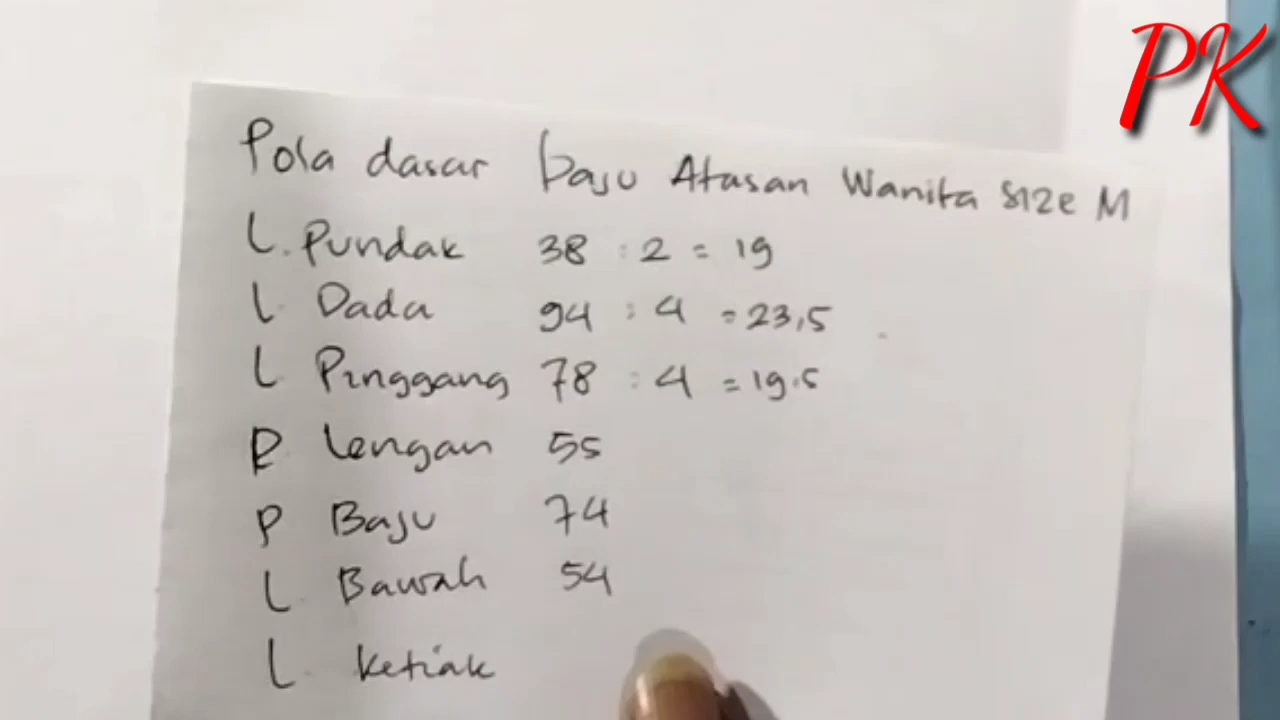 PK
Pola dasar baju Atasan Wanita SIZE M
L. Pundak 38 : 2 = 19
L. Dada 94 : 4 = 23,5
L Pinggang 78 : 4 = 19.5
P Lengan 55
P Baju 74
L Bawah 54
L. Ketiak